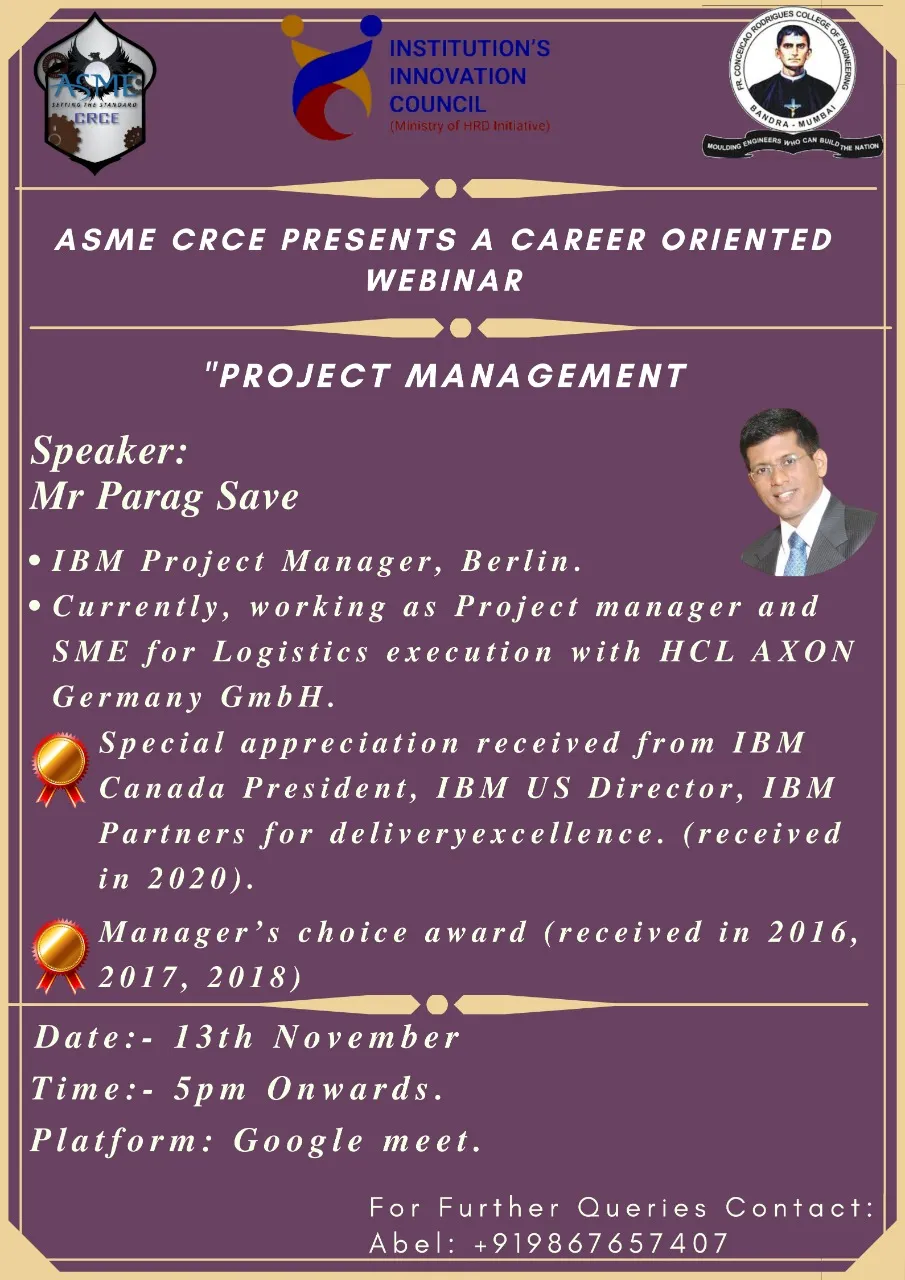 ASME
SETTING THE STANDARD
CRCE
INSTITUTION'S
INNOVATION
COUNCIL
(Ministry of HRD Initiative)
FR. CONCEICAO RODRIGUES COLLEGE OF ENGINEERING
BANDRA - MUMBAI
MOULDING ENGINEERS WHO CAN BUILD THE NATION
ASME CRCE PRESENTS A CAREER ORIENTED
WEBINAR
"PROJECT MANAGEMENT
Speaker:
Mr Parag Save
• IBM Project Manager, Berlin.
• Currently, working as Project manager and
SME for Logistics execution with HCL AXON
Germany GmbH.
Special appreciation received from IBM
Canada President, IBM US Director, IBM
Partners for deliveryexcellence. (received
in 2020).
Manager's choice award (received in 2016,
2017, 2018)
Date:- 13th November
Time:- 5pm Onwards.
Platform: Google meet.
For Further Queries Contact:
Abel: +919867657407